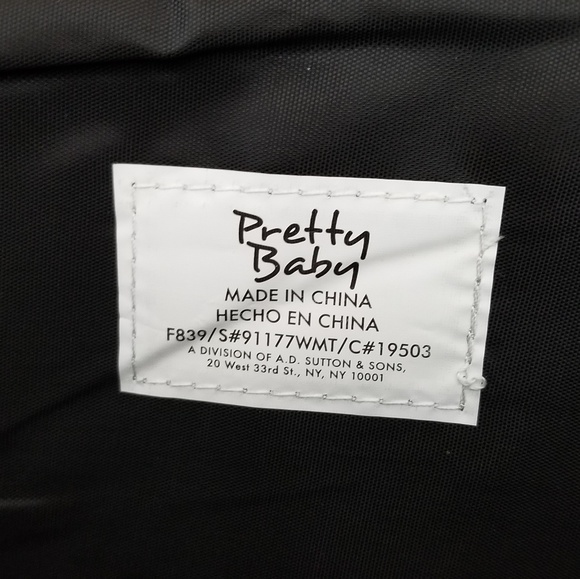 Pretty
Baby
MADE IN CHINA
HECHO EN CHINA
F839/S#91177WMT/C#19503
A DIVISION OF A.D. SUTTON & SONS,
20 West 33rd St., NY, NY 10001